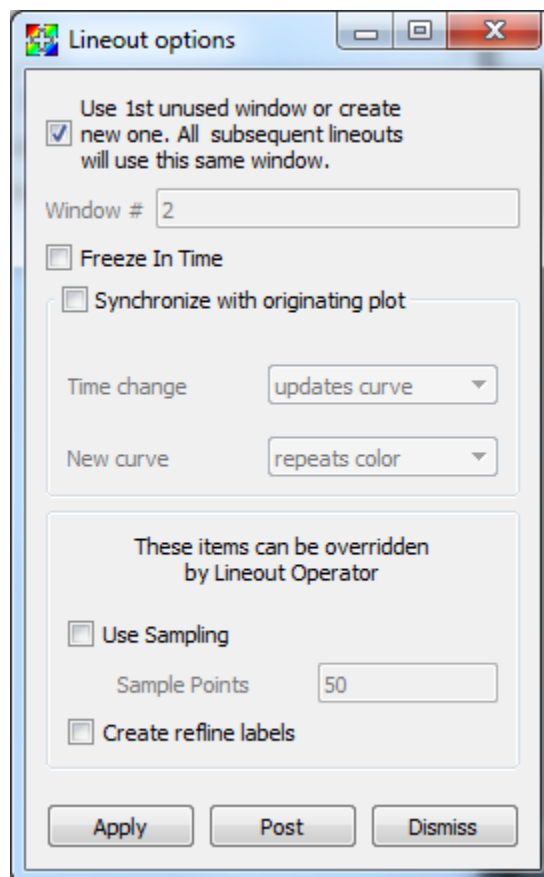 Lineout options
Use 1st unused window or create
new one. All subsequent lineouts
will use this same window.
Window # 2
Freeze In Time
Synchronize with originating plot
Time change updates curve
New curve repeats color
These items can be overridden
by Lineout Operator
Use Sampling
Sample Points 50
Create refline labels
Apply Post Dismiss